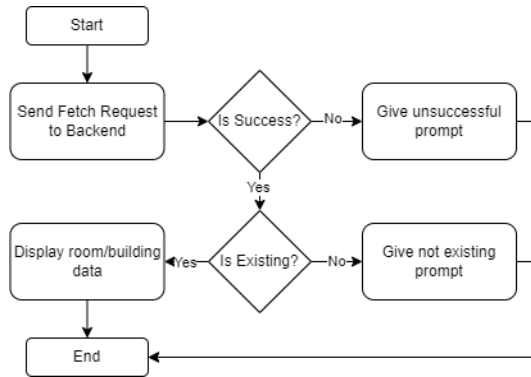 Start
Send Fetch Request
to Backend
Is Success?
No
Give unsuccessful
prompt
Yes
Display room/building
data
Yes
Is Existing?
No
Give not existing
prompt
End